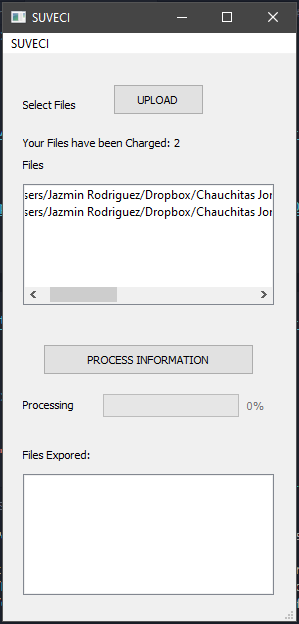 SUVECI
SUVECI
Select Files
UPLOAD
Your Files have been Charged: 2
Files
sers/Jazmin Rodriguez/Dropbox/Chauchitas Jor
sers/Jazmin Rodriguez/Dropbox/Chauchitas Jor
PROCESS INFORMATION
Processing
0%
Files Expored: